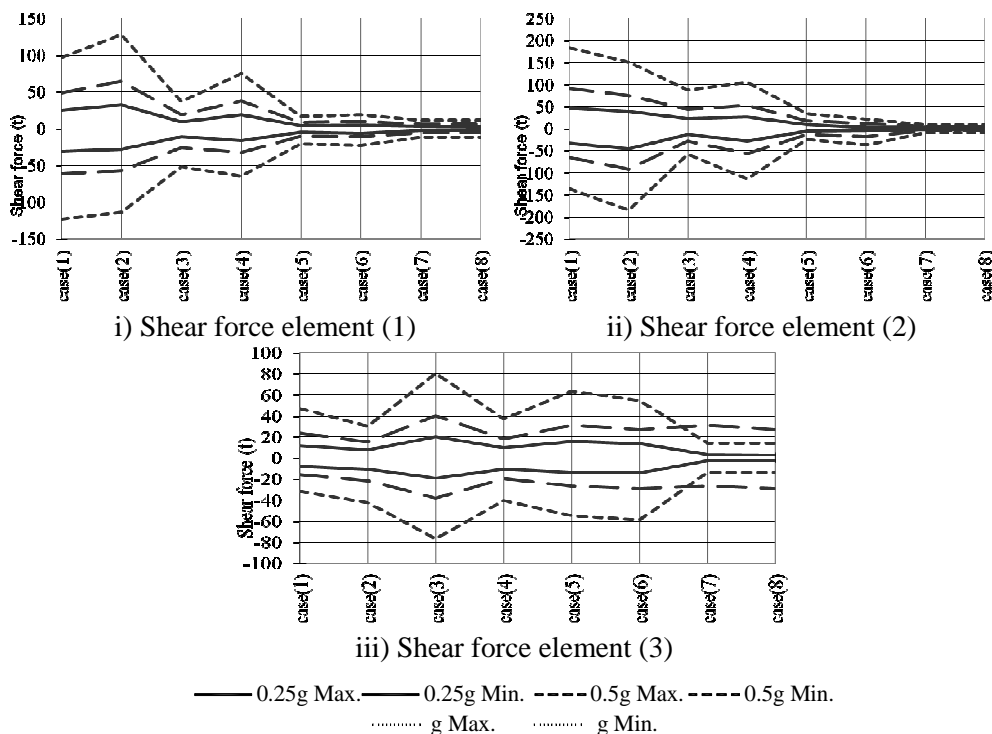 150
100
50
0
-50
-100
-150
Shear force (t)
case(1)
case(2)
case(3)
case(4)
case(5)
case(6)
case(7)
case(8)
i) Shear force element (1)
250
200
150
100
50
0
-50
-100
-150
-200
-250
Shear force (t)
case(1)
case(2)
case(3)
case(4)
case(5)
case(6)
case(7)
case(8)
ii) Shear force element (2)
100
80
60
40
20
0
-20
-40
-60
-80
-100
Shear force (t)
case(1)
case(2)
case(3)
case(4)
case(5)
case(6)
case(7)
case(8)
iii) Shear force element (3)
0.25g Max. 0.25g Min. 0.5g Max. 0.5g Min.
g Max. g Min.